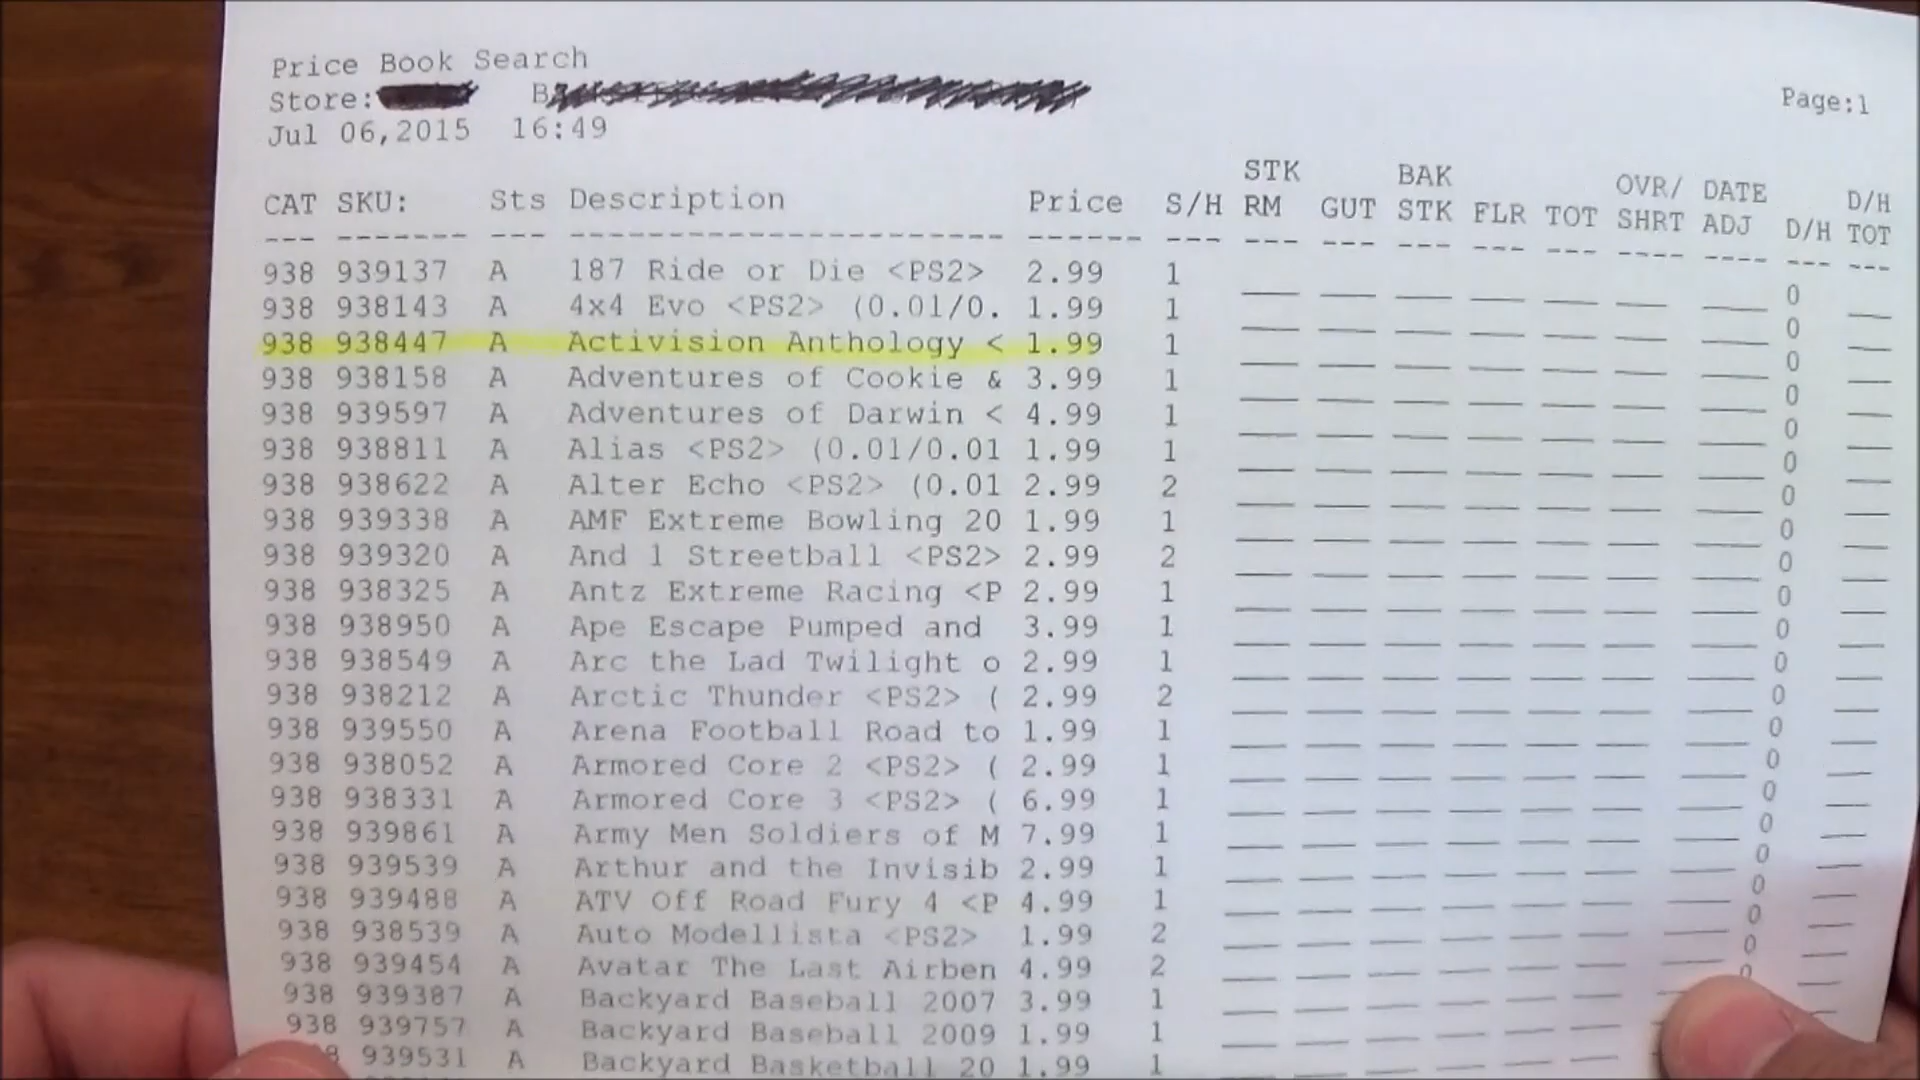 Price Book Search
Store: B
Jul 06,2015 16:49
Page:1
CAT SKU: Sts Description Price S/H STK RM GUT BAK STK FLR TOT OVR/ SHRT DATE ADJ D/H D/H TOT
938 939137 A 187 Ride or Die <PS2> 2.99 1 0
938 938143 A 4x4 Evo <PS2> (0.01/0. 1.99 1 0
938 938447 A Activision Anthology < 1.99 1 0
938 938158 A Adventures of Cookie & 3.99 1 0
938 939597 A Adventures of Darwin < 4.99 1 0
938 938811 A Alias <PS2> (0.01/0.01 1.99 1 0
938 938622 A Alter Echo <PS2> (0.01 2.99 2 0
938 939338 A AMF Extreme Bowling 20 1.99 1 0
938 939320 A And 1 Streetball <PS2> 2.99 2 0
938 938325 A Antz Extreme Racing <P 2.99 1 0
938 938950 A Ape Escape Pumped and 3.99 1 0
938 938549 A Arc the Lad Twilight o 2.99 1 0
938 938212 A Arctic Thunder <PS2> ( 2.99 2 0
938 939550 A Arena Football Road to 1.99 1 0
938 938052 A Armored Core 2 <PS2> ( 2.99 1 0
938 938331 A Armored Core 3 <PS2> ( 6.99 1 0
938 939861 A Army Men Soldiers of M 7.99 1 0
938 939539 A Arthur and the Invisib 2.99 1 0
938 939488 A ATV Off Road Fury 4 <P 4.99 1 0
938 938539 A Auto Modellista <PS2> 1.99 2 0
938 939454 A Avatar The Last Airben 4.99 2 0
938 939387 A Backyard Baseball 2007 3.99 1
938 939757 A Backyard Baseball 2009 1.99 1
8 939531 A Backyard Basketball 20 1.99 1